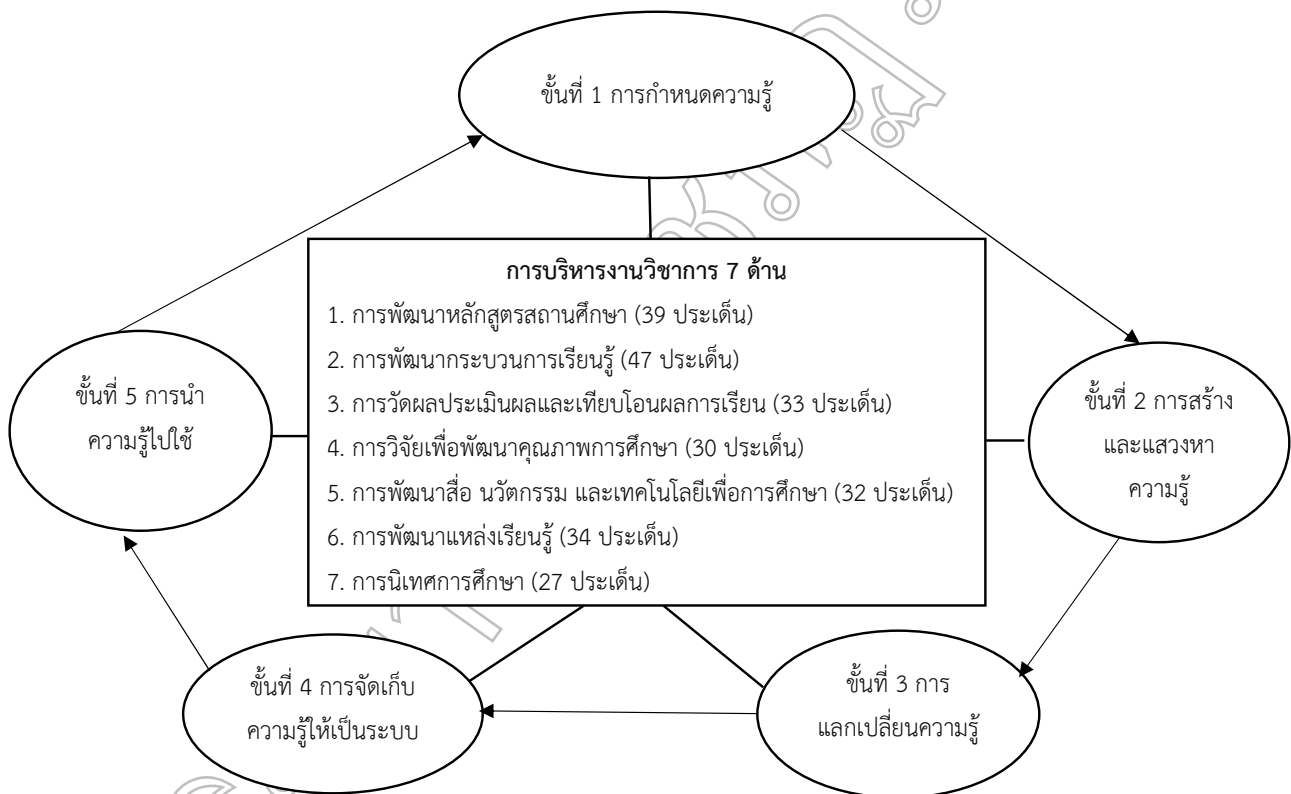 ขั้นที่ 1 การกำหนดความรู้
การบริหารงานวิชาการ 7 ด้าน
1. การพัฒนาหลักสูตรสถานศึกษา (39 ประเด็น)
2. การพัฒนากระบวนการเรียนรู้ (47 ประเด็น)
3. การวัดผลประเมินผลและเทียบโอนผลการเรียน (33 ประเด็น)
4. การวิจัยเพื่อพัฒนาคุณภาพการศึกษา (30 ประเด็น)
5. การพัฒนาสื่อ นวัตกรรม และเทคโนโลยีเพื่อการศึกษา (32 ประเด็น)
6. การพัฒนาแหล่งเรียนรู้ (34 ประเด็น)
7. การนิเทศการศึกษา (27 ประเด็น)
ขั้นที่ 2 การสร้าง
และแสวงหา
ความรู้
ขั้นที่ 3 การ
แลกเปลี่ยนความรู้
ขั้นที่ 4 การจัดเก็บ
ความรู้ให้เป็นระบบ
ขั้นที่ 5 การนำ
ความรู้ไปใช้